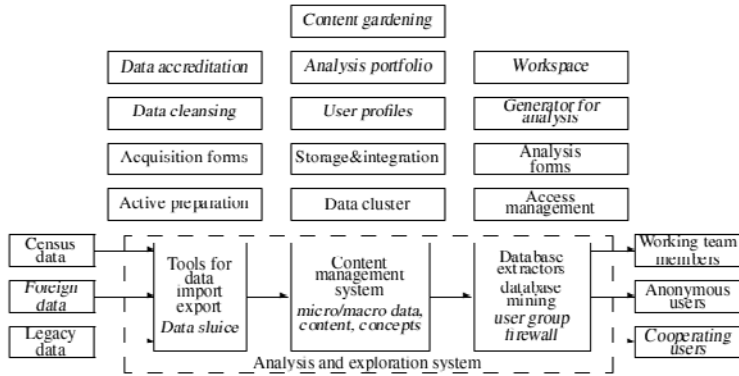 Content gardening
Data accreditation
Analysis portfolio
Workspace
Data cleansing
User profiles
Generator for
analysis
Acquisition forms
Storage&integration
Analysis
forms
Active preparation
Data cluster
Access
management
Census
data
Foreign
data
Legacy
data
Tools for
data
import
export
Data sluice
Content
management
system
micro/macro data,
content, concepts
Database
extractors
database
mining
user group
firewall
Working team
members
Anonymous
users
Cooperating
users
Analysis and exploration system